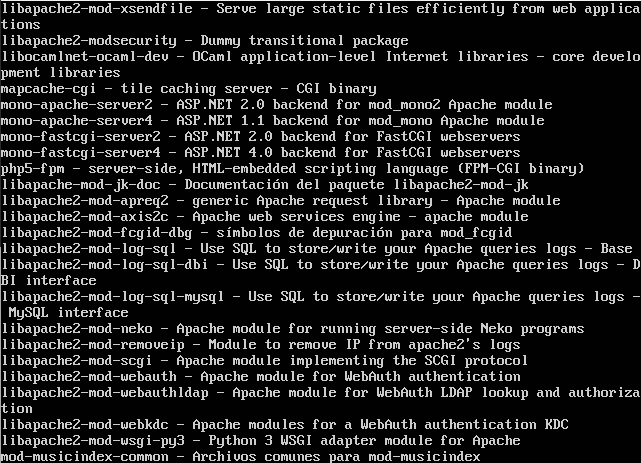 libapache2-mod-xsendfile - Serve large static files efficiently from web applica
tions
libapache2-modsecurity - Dummy transitional package
libocamlnet-ocaml-dev - OCaml application-level Internet libraries - core develo
pment libraries
mapcache-cgi - tile caching server - CGI binary
mono-apache-server2 - ASP.NET 2.0 backend for mod_mono2 Apache module
mono-apache-server4 - ASP.NET 1.1 backend for mod_mono Apache module
mono-fastcgi-server2 - ASP.NET 2.0 backend for FastCGI webservers
mono-fastcgi-server4 - ASP.NET 4.0 backend for FastCGI webservers
php5-fpm - server-side, HTML-embedded scripting language (FPM-CGI binary)
libapache-mod-jk-doc - Documentación del paquete libapache2-mod-jk
libapache2-mod-apreq2 - generic Apache request library - Apache module
libapache2-mod-axis2c - Apache web services engine - apache module
libapache2-mod-fcgid-dbg - símbolos de depuración para mod_fcgid
libapache2-mod-log-sql - Use SQL to store/write your Apache queries logs - Base
libapache2-mod-log-sql-dbi - Use SQL to store/write your Apache queries logs - D
BI interface
libapache2-mod-log-sql-mysql - Use SQL to store/write your Apache queries logs -
 MySQL interface
libapache2-mod-neko - Apache module for running server-side Neko programs
libapache2-mod-removeip - Module to remove IP from apache2's logs
libapache2-mod-scgi - Apache module implementing the SCGI protocol
libapache2-mod-webauth - Apache module for WebAuth authentication
libapache2-mod-webauthldap - Apache module for WebAuth LDAP lookup and authoriza
tion
libapache2-mod-webkdc - Apache modules for a WebAuth authentication KDC
libapache2-mod-wsgi-py3 - Python 3 WSGI adapter module for Apache
mod-musicindex-common - Archivos comunes para mod-musicindex